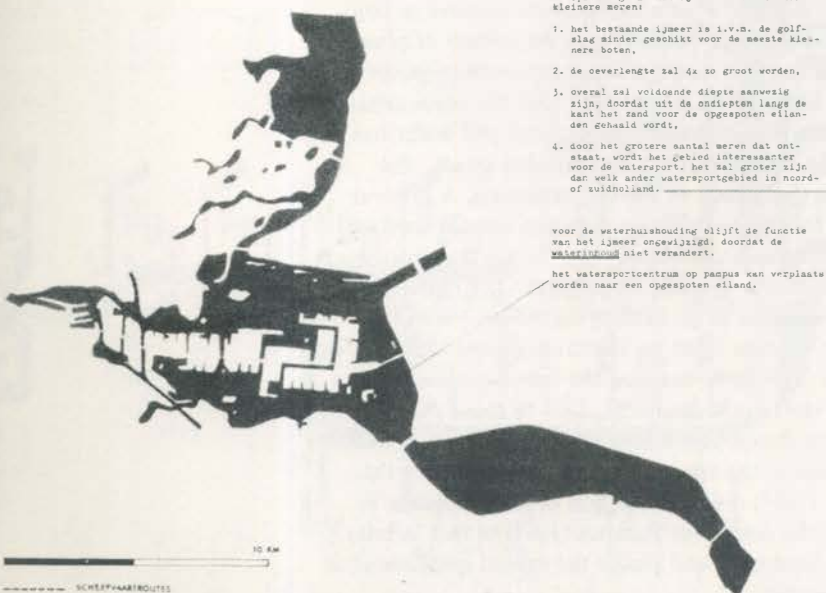 kleinere meren:
1. het bestaande ijmeer is i.v.m. de golf-
slag minder geschikt voor de meeste klei-
nere boten,
2. de oeverlengte zal 4x zo groot worden,
3. overal zal voldoende diepte aanwezig
zijn, doordat uit de ondiepten langs de
kant het zand voor de opgespoten eilan-
den gehaald wordt,
4. door het grotere aantal meren dat ont-
staat, wordt het gebied interessanter
voor de watersport. het zal groter zijn
dan welk ander watersportgebied in noord-
of zuidholland.
voor de waterhuishouding blijft de functie
van het ijmeer ongewijzigd, doordat de
waterinhoud niet verandert.
het watersportcentrum op pampus kan verplaatst
worden naar een opgespoten eiland.
10 KM
SCHEEPVAARTROUTES